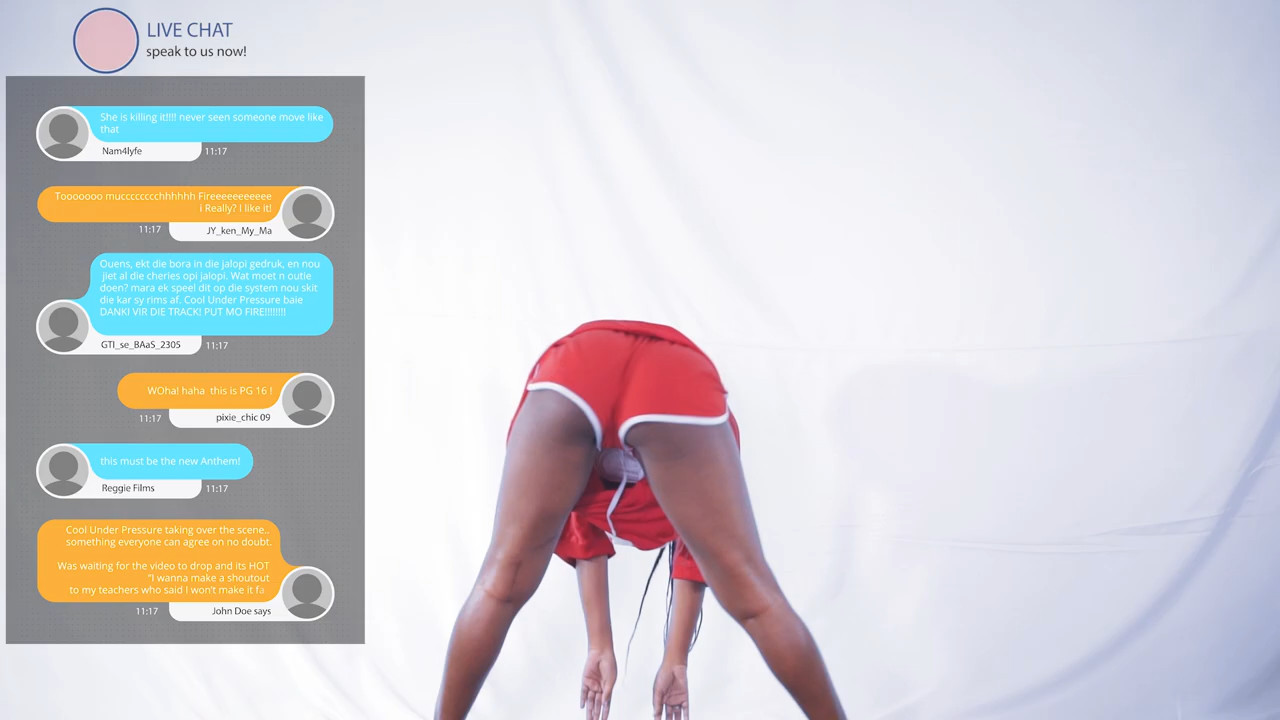 LIVE CHAT
speak to us now!
She is killing it!!!! never seen someone move like
that
Nam4lyfe
11:17
Tooooooo muccccccccchhhhhh FIreeeeeeeeeee
i Really? I like it!
11:17
JY_ken_My_Ma
Ouens, ekt die bora in die jalopi gedruk, en nou
jiet al die cheries opi jalopi. Wat moet n outie
doen? mara ek speel dit op die system nou skit
die kar sy rims af. Cool Under Pressure baie
DANKI VIR DIE TRACK! PUT MO FIRE!!!!!!!!
GTI_se_BAaS_2305
11:17
WOha! haha this is PG 16 !
11:17
pixie_chic 09
this must be the new Anthem!
Reggie Films
11:17
Cool Under Pressure taking over the scene..
something everyone can agree on no doubt.
Was waiting for the video to drop and its HOT
"I wanna make a shoutout
to my teachers who said I won't make it fa
11:17
John Doe says